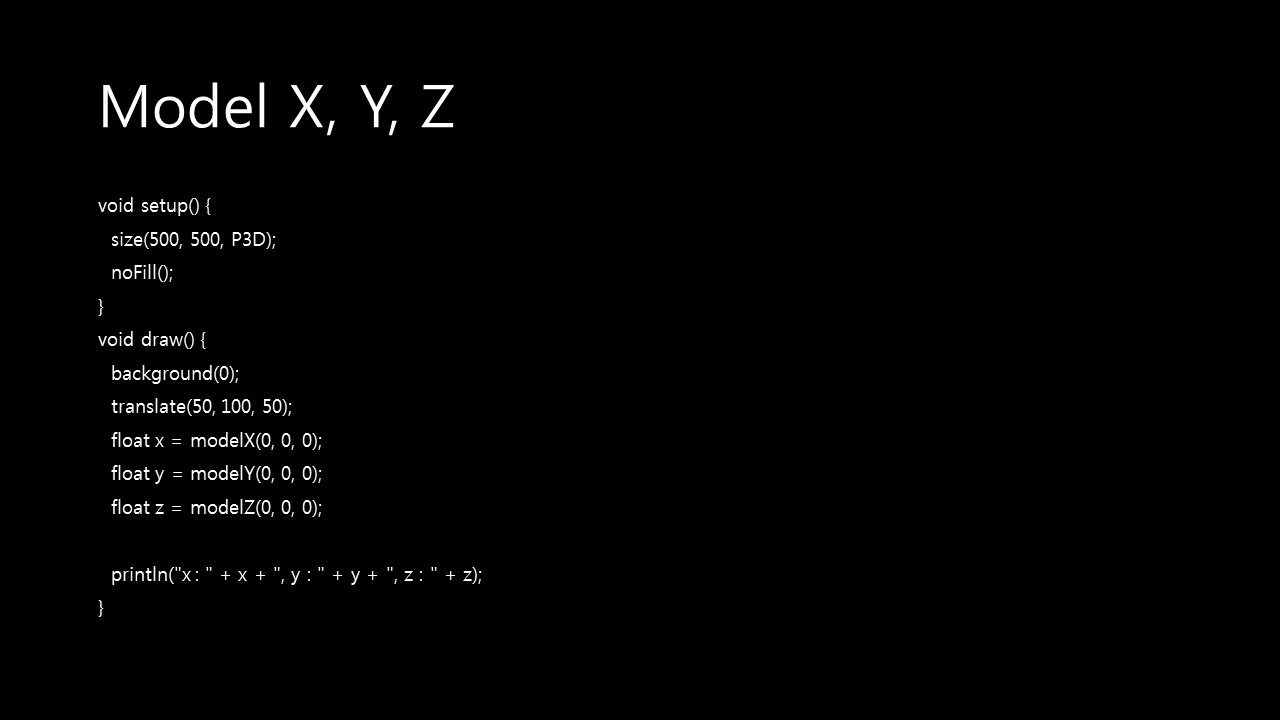 Model X, Y, Z
void setup() {
size(500, 500, P3D);
noFill();
}
void draw() {
background(0);
translate(50, 100, 50);
float x = modelX(0, 0, 0);
float y = modelY(0, 0, 0);
float z = modelZ(0, 0, 0);
println("x : " + x + ", y : " + y + ", z : " + z);
}